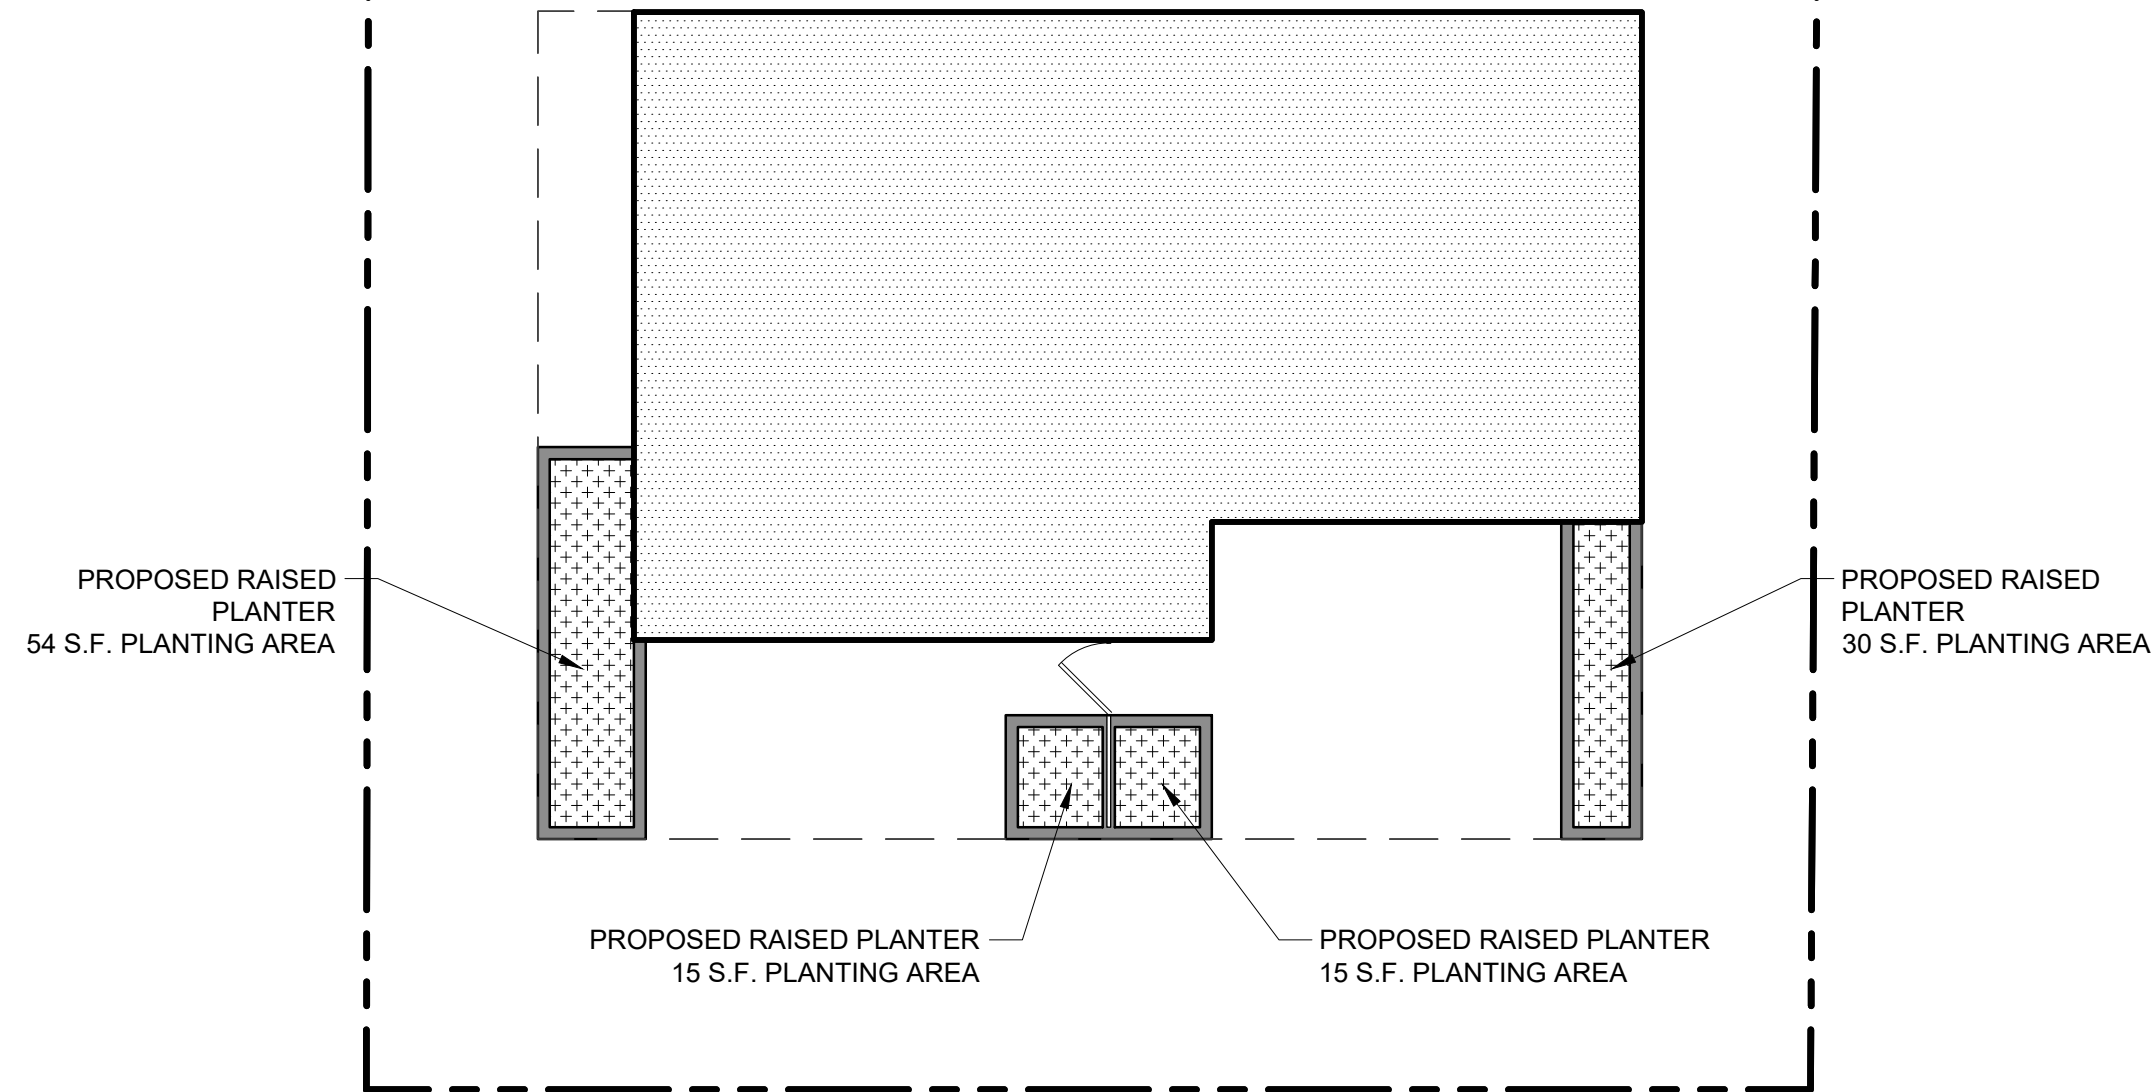 PROPOSED RAISED
PLANTER
54 S.F. PLANTING AREA
PROPOSED RAISED
PLANTER
30 S.F. PLANTING AREA
PROPOSED RAISED PLANTER
15 S.F. PLANTING AREA
PROPOSED RAISED PLANTER
15 S.F. PLANTING AREA